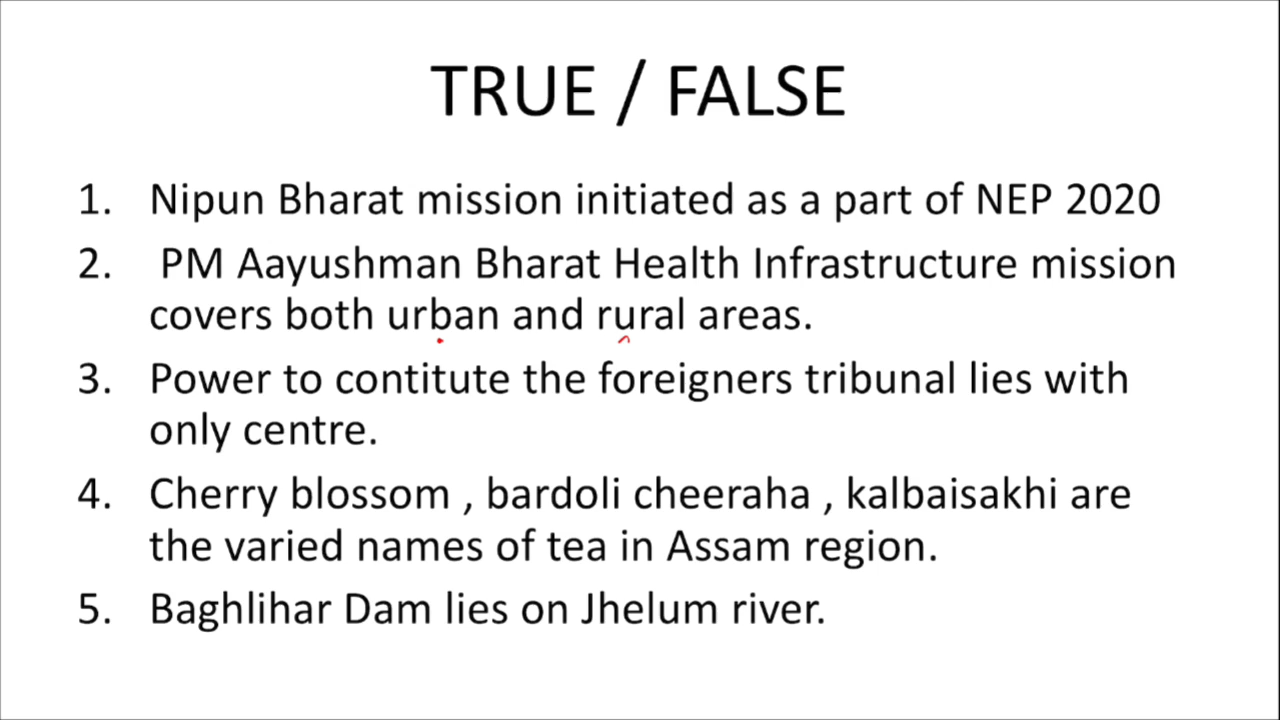 TRUE / FALSE
1. Nipun Bharat mission initiated as a part of NEP 2020
2. PM Aayushman Bharat Health Infrastructure mission
covers both urban and rural areas.
3. Power to contitute the foreigners tribunal lies with
only centre.
4. Cherry blossom , bardoli cheeraha , kalbaisakhi are
the varied names of tea in Assam region.
5. Baghlihar Dam lies on Jhelum river.